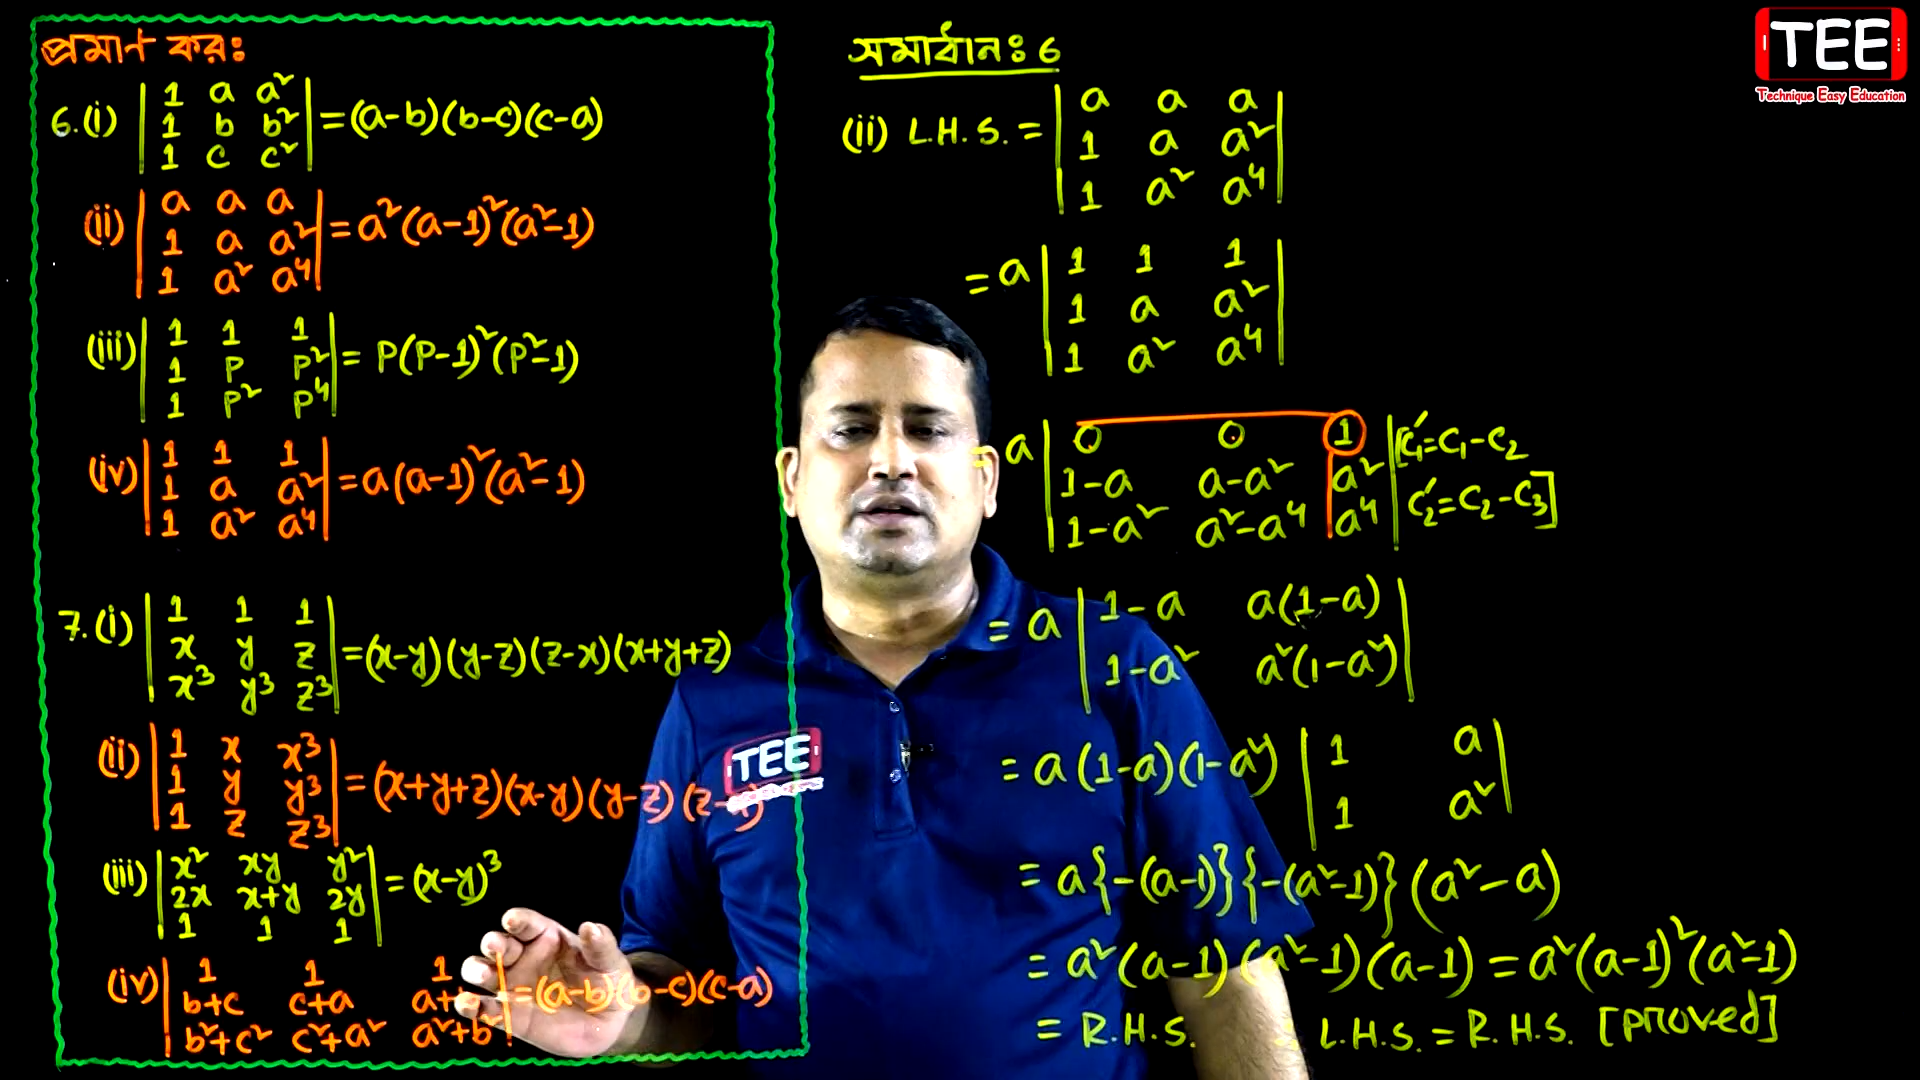 প্রমাণ করঃ
6.(i) | 1 a a² | 1 b b² | 1 c c² | = (a-b)(b-c)(c-a)
(ii) | a a a | 1 a a² | 1 a² a⁴ | = a²(a-1)²(a²-1)
(iii) | 1 1 1 | 1 P P² | 1 P² P⁴ | = P(P-1)²(P²-1)
(iv) | 1 1 1 | 1 a a² | 1 a² a⁴ | = a(a-1)²(a²-1)
7.(i) | 1 1 1 | x y z | x³ y³ z³ | = (x-y)(y-z)(z-x)(x+y+z)
(ii) | 1 x x³ | 1 y y³ | 1 z z³ | = (x+y+z)(x-y)(y-z)(z-x)
(iii) | x² xy y² | 2x x+y 2y | 1 1 1 | = (x-y)³
(iv) | 1 1 1 | b+c c+a a+b | b²+c² c²+a² a²+b² | = (a-b)(b-c)(c-a)
সমাধানঃ 6
(ii) L.H.S. = | a a a | 1 a a² | 1 a² a⁴ |
= a | 1 1 1 | 1 a a² | 1 a² a⁴ |
= a | 0 0 1 | 1-a a-a² a² | 1-a² a²-a⁴ a⁴ | [C₁′=C₁-C₂
C₂′=C₂-C₃]
= a | 1-a a(1-a) | 1-a² a²(1-a²) |
= a(1-a)(1-a²) | 1 a | 1 a² |
= a{-(a-1)}{-(a²-1)}(a²-a)
= a²(a-1)(a²-1)(a-1) = a²(a-1)²(a²-1)
= R.H.S. ∴ L.H.S. = R.H.S. [proved]
TEE
Technique Easy Education
TEE